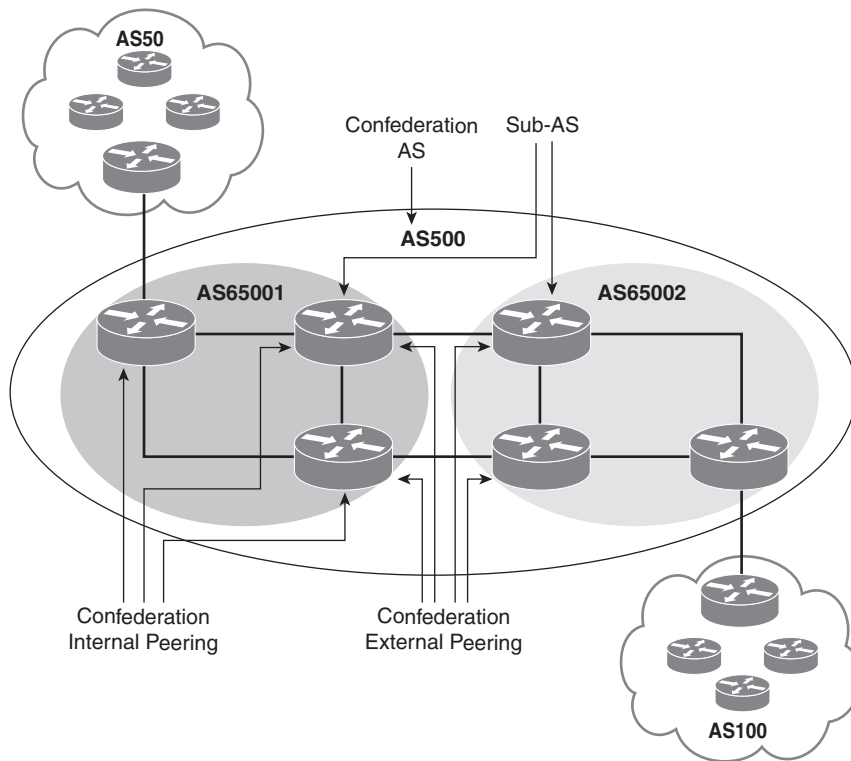 AS50
Confederation
AS
Sub-AS
AS500
AS65001
AS65002
Confederation
Internal Peering
Confederation
External Peering
AS100